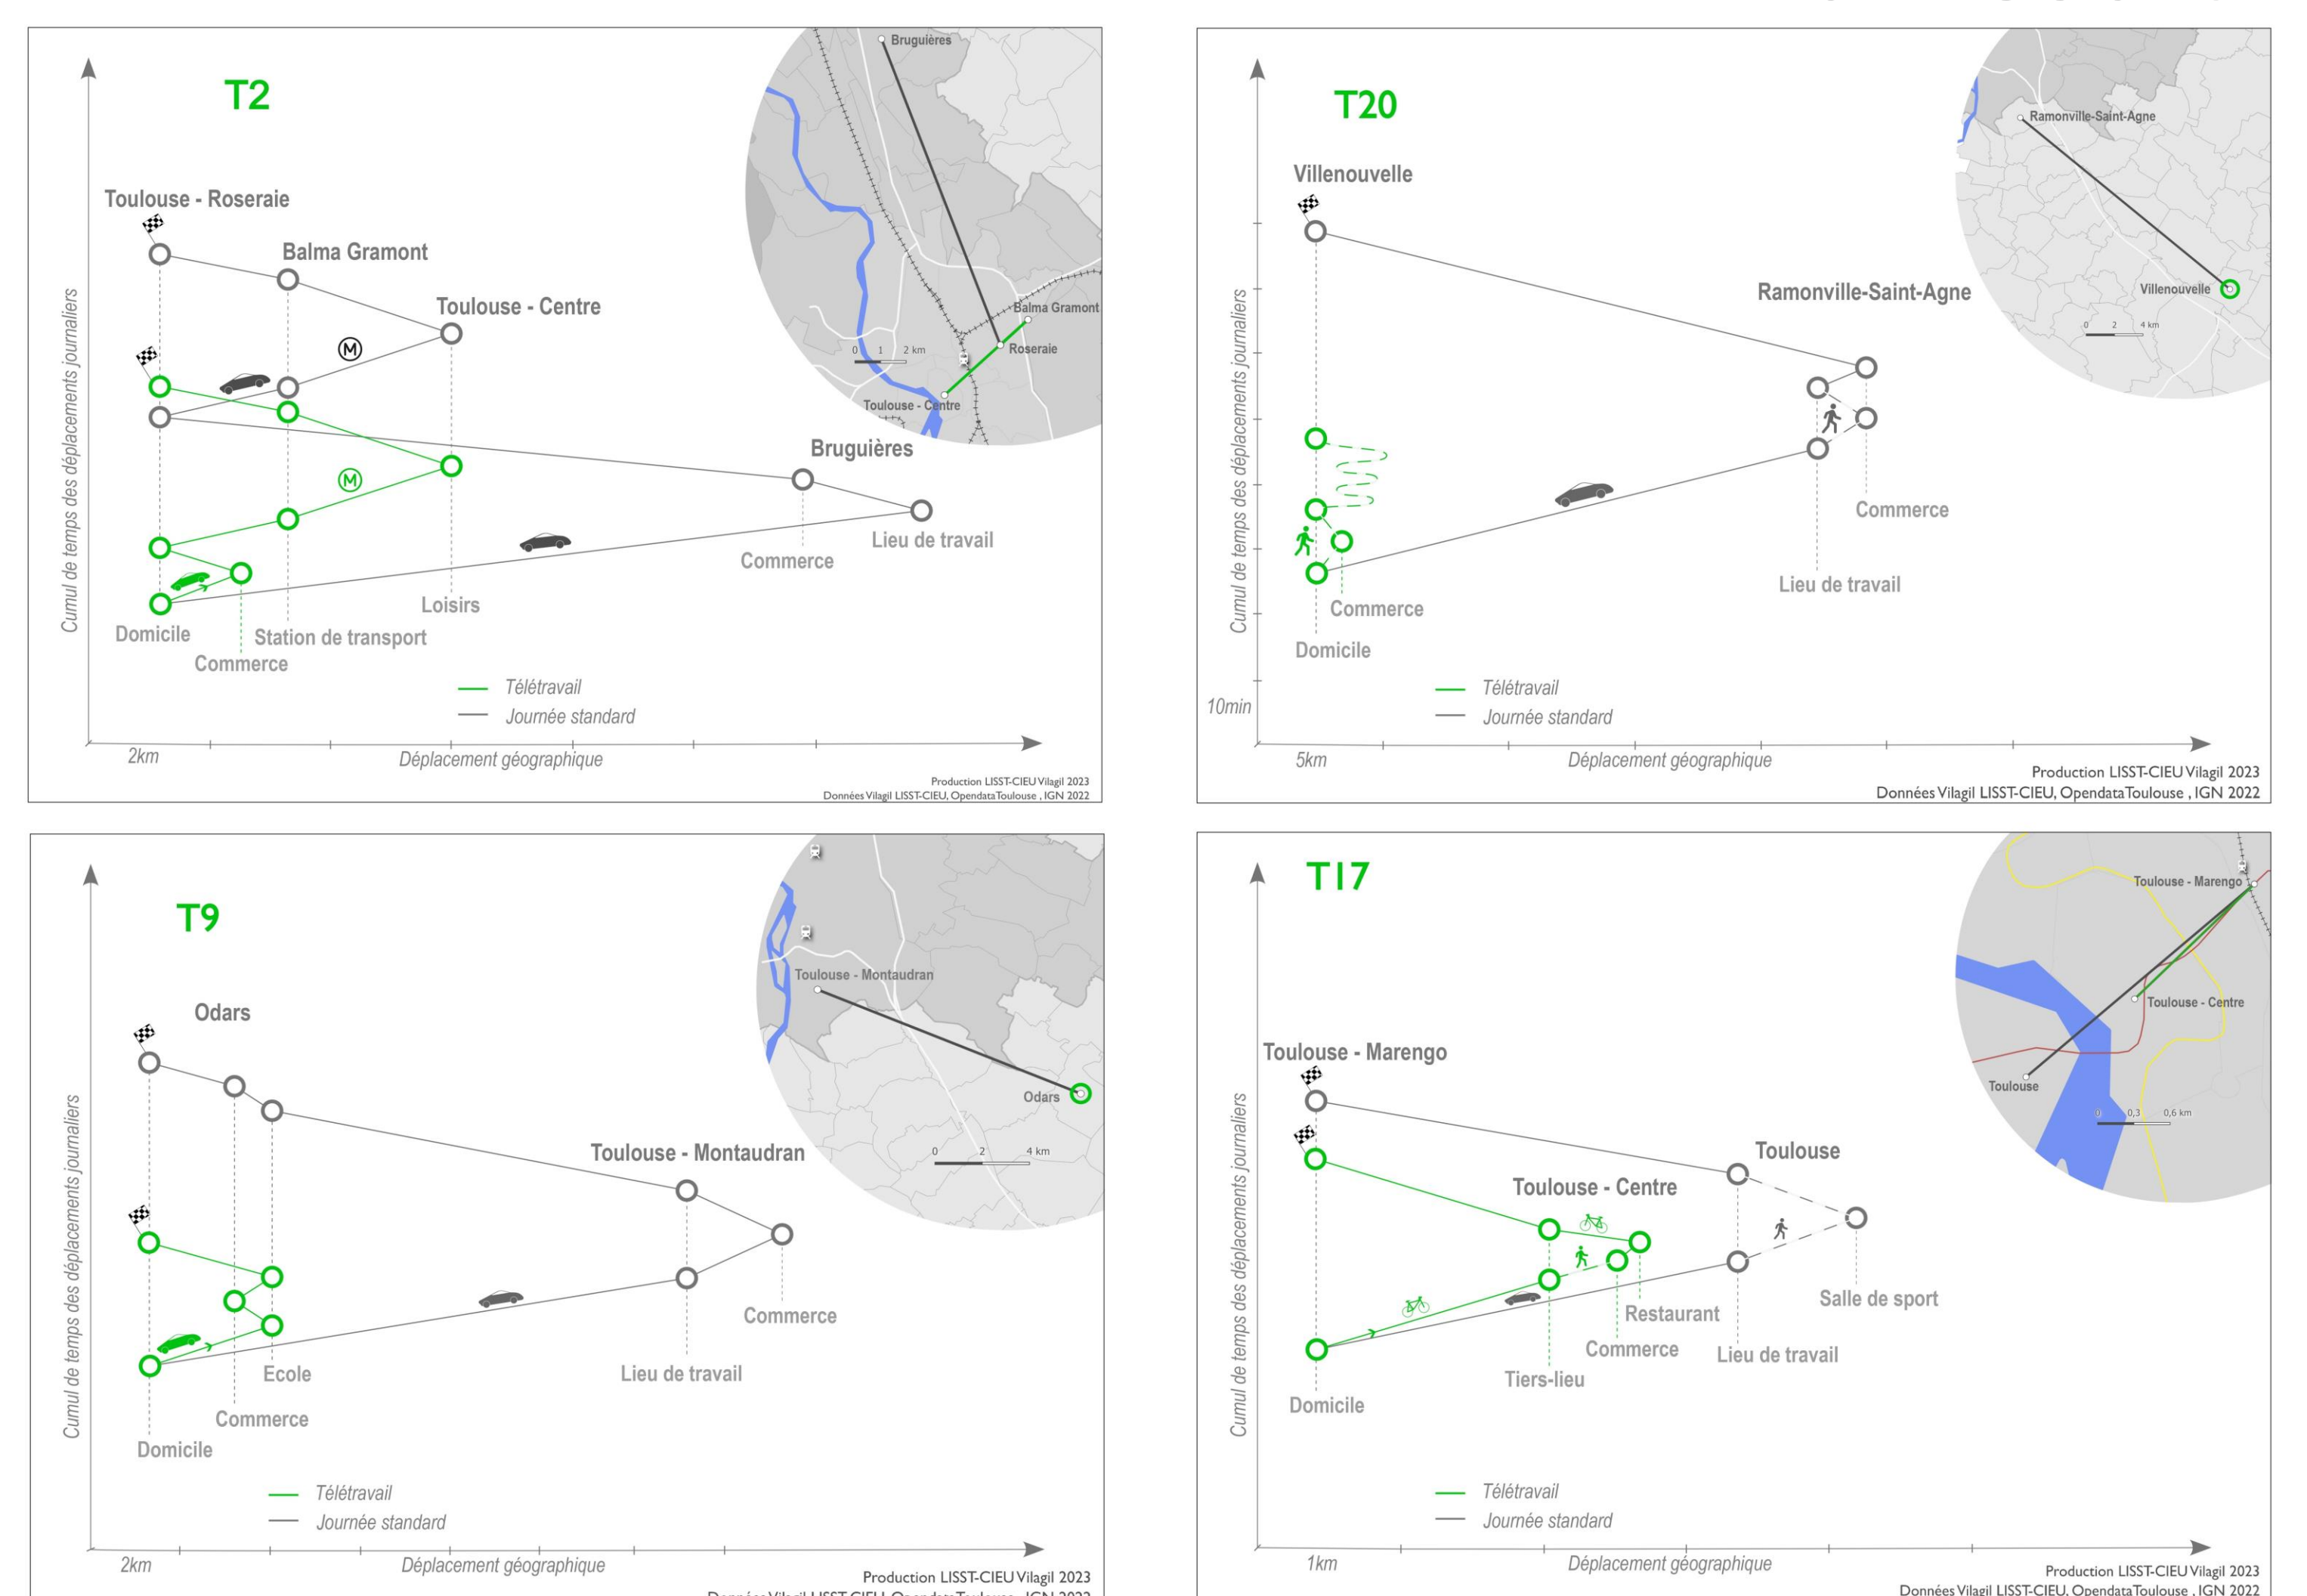 T2
Bruguières
Balma Gramont
Roseraie
Toulouse - Centre
0 1 2 km
Toulouse - Roseraie
Balma Gramont
Toulouse - Centre
M
M
Bruguières
Lieu de travail
Commerce
Loisirs
Domicile
Station de transport
Commerce
Télétravail
Journée standard
Cumul de temps des déplacements journaliers
2km
Déplacement géographique
Production LISST-CIEU Vilagil 2023
Données Vilagil LISST-CIEU, OpendataToulouse , IGN 2022
T20
Ramonville-Saint-Agne
Villenouvelle
0 2 4 km
Villenouvelle
Ramonville-Saint-Agne
Commerce
Lieu de travail
Commerce
Domicile
Télétravail
Journée standard
Cumul de temps des déplacements journaliers
10min
5km
Déplacement géographique
Production LISST-CIEU Vilagil 2023
Données Vilagil LISST-CIEU, OpendataToulouse , IGN 2022
T9
Toulouse - Montaudran
Odars
0 2 4 km
Odars
Toulouse - Montaudran
Commerce
Lieu de travail
Ecole
Commerce
Domicile
Télétravail
Journée standard
Cumul de temps des déplacements journaliers
2km
Déplacement géographique
Production LISST-CIEU Vilagil 2023
T17
Toulouse - Marengo
Toulouse - Centre
Toulouse
0 0,3 0,6 km
Toulouse - Marengo
Toulouse
Toulouse - Centre
Salle de sport
Restaurant
Commerce
Lieu de travail
Tiers-lieu
Domicile
Télétravail
Journée standard
Cumul de temps des déplacements journaliers
1km
Déplacement géographique
Production LISST-CIEU Vilagil 2023
Données Vilagil LISST-CIEU, OpendataToulouse , IGN 2022